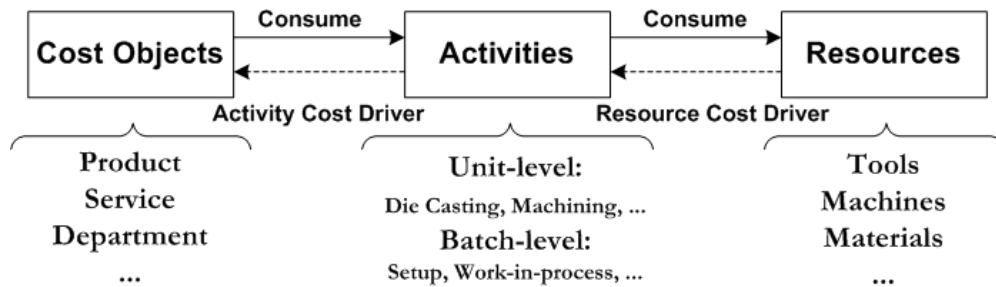 Consume
Consume
Cost Objects
Activities
Resources
Activity Cost Driver
Resource Cost Driver
Product
Service
Department
...
Unit-level:
Die Casting, Machining, ...
Batch-level:
Setup, Work-in-process, ...
Tools
Machines
Materials
...